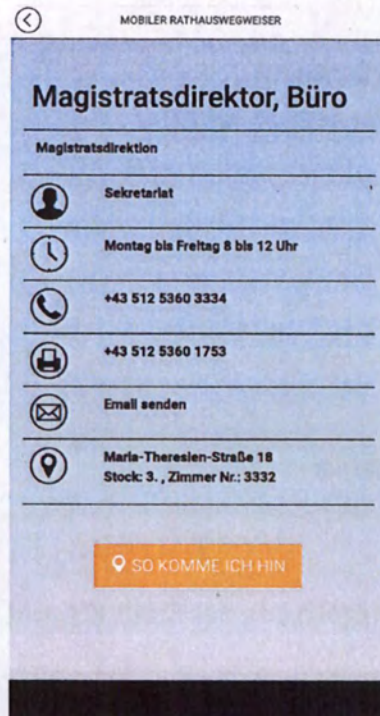 MOBILER RATHAUSWEGWEISER
Magistratsdirektor, Büro
Magistratsdirektion
Sekretariat
Montag bis Freitag 8 bis 12 Uhr
+43 512 5360 3334
+43 512 5360 1753
Email senden
Maria-Theresien-Straße 18
Stock: 3. , Zimmer Nr.: 3332
SO KOMME ICH HIN